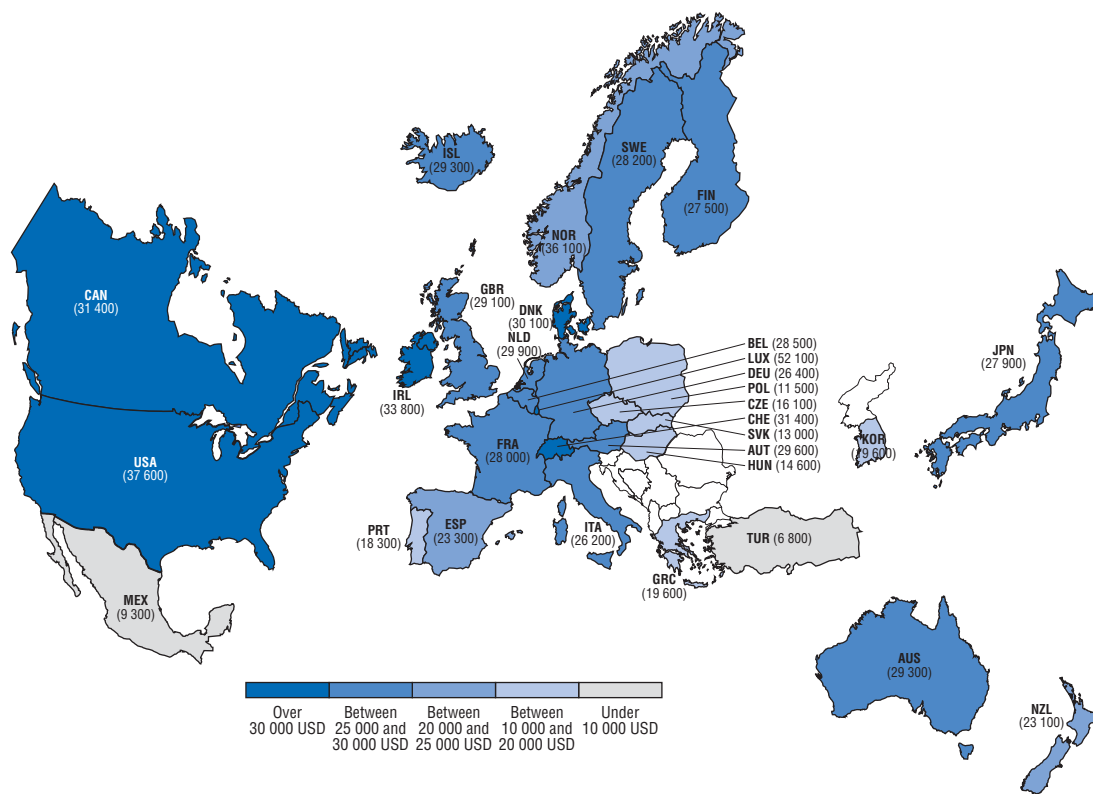 ISL
(29 300)
SWE
(28 200)
FIN
(27 500)
NOR
(36 100)
CAN
(31 400)
GBR
(29 100)
DNK
(30 100)
NLD
(29 900)
IRL
(33 800)
BEL (28 500)
LUX (52 100)
DEU (26 400)
POL (11 500)
CZE (16 100)
CHE (31 400)
SVK (13 000)
AUT (29 600)
HUN (14 600)
JPN
(27 900)
KOR
(19 600)
USA
(37 600)
FRA
(28 000)
PRT
(18 300)
ESP
(23 300)
ITA
(26 200)
TUR (6 800)
GRC
(19 600)
MEX
(9 300)
AUS
(29 300)
NZL
(23 100)
Over
30 000 USD
Between
25 000 and
30 000 USD
Between
20 000 and
25 000 USD
Between
10 000 and
20 000 USD
Under
10 000 USD